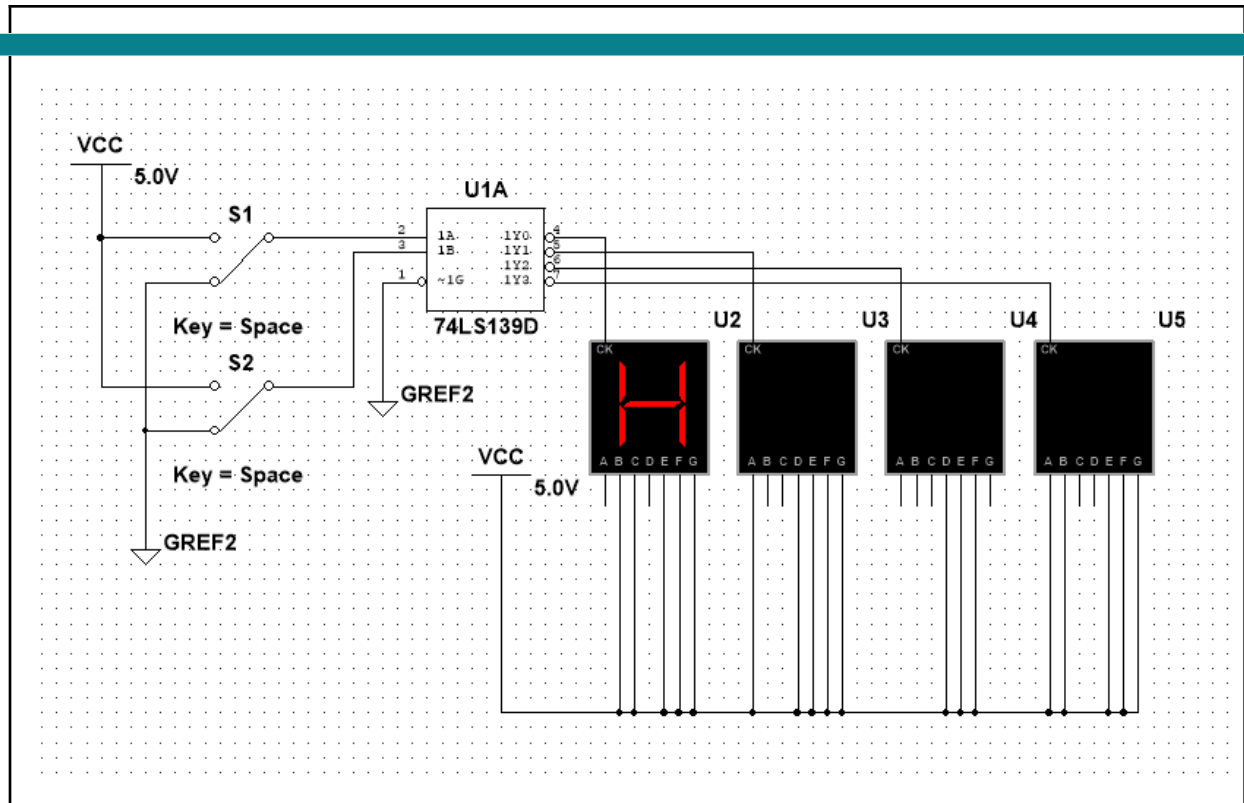 VCC
5.0V
S1
Key = Space
S2
Key = Space
GREF2
U1A
2 1A 1Y0 4
3 1B 1Y1 5
1Y2 6
1 ~1G 1Y3 7
74LS139D
GREF2
VCC
5.0V
U2 U3 U4 U5
CK CK CK CK
H
A B C D E F G A B C D E F G A B C D E F G A B C D E F G